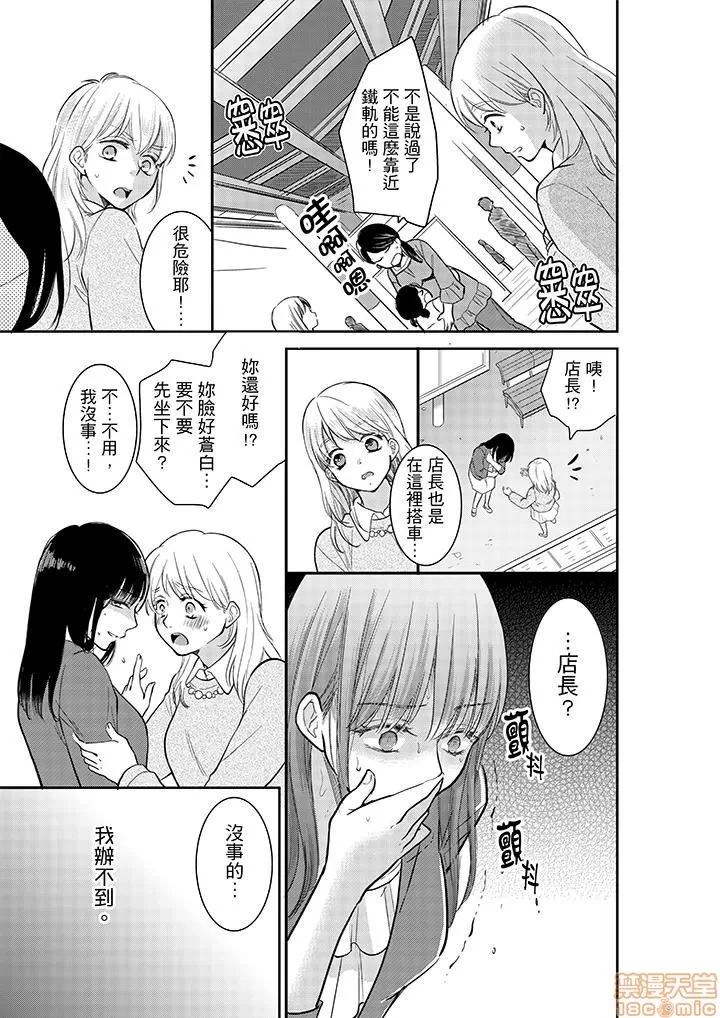 不是說過了
不能這麼靠近
鐵軌的嗎！
窸窣
窸窣
哇啊啊嗯
很危險耶！…
咦！
店長!?
店長也是
在這裡搭車…
妳還好嗎!?
妳臉好蒼白…
要不要
先坐下來？
不…不用，
我沒事…！
…店長？
顫抖
顫抖
沒事的…
我辦不到。
禁漫天堂
18comic.org